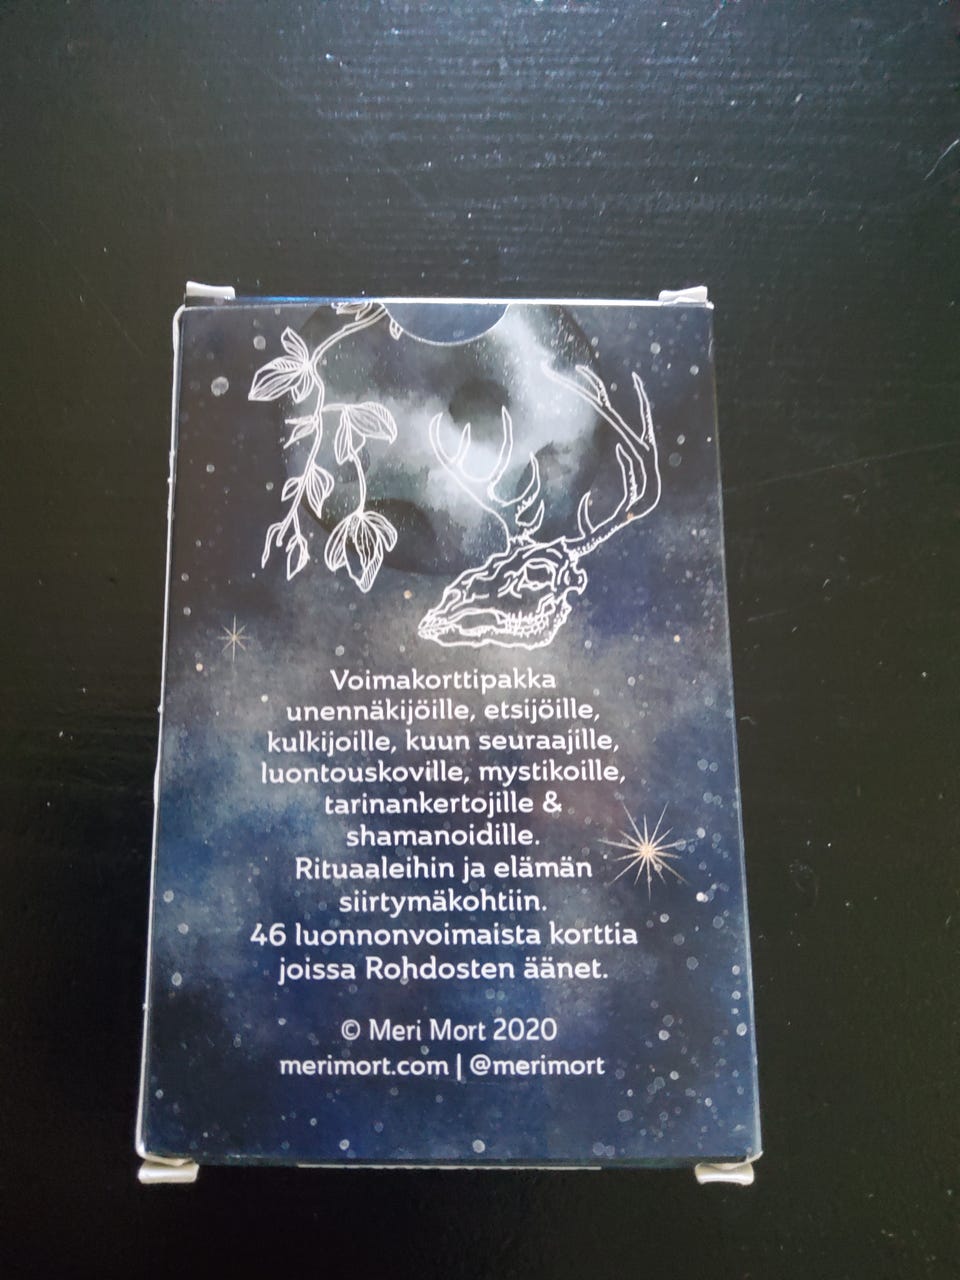 Voimakorttipakka
unennäkijöille, etsijöille,
kulkijoille, kuun seuraajille,
luontouskoville, mystikoille,
tarinankertojille &
shamanoidille.
Rituaaleihin ja elämän
siirtymäkohtiin.
46 luonnonvoimaista korttia
joissa Rohdosten äänet.
© Meri Mort 2020
merimort.com | @merimort